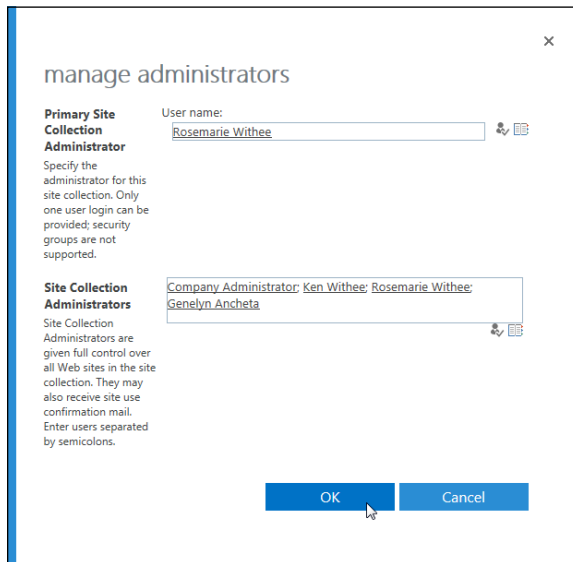 manage administrators
Primary Site
Collection
Administrator
Specify the
administrator for this
site collection. Only
one user login can be
provided; security
groups are not
supported.
User name:
Rosemarie Withee
Site Collection
Administrators
Site Collection
Administrators are
given full control over
all Web sites in the site
collection. They may
also receive site use
confirmation mail.
Enter users separated
by semicolons.
Company Administrator; Ken Withee; Rosemarie Withee;
Genelyn Ancheta
OK
Cancel